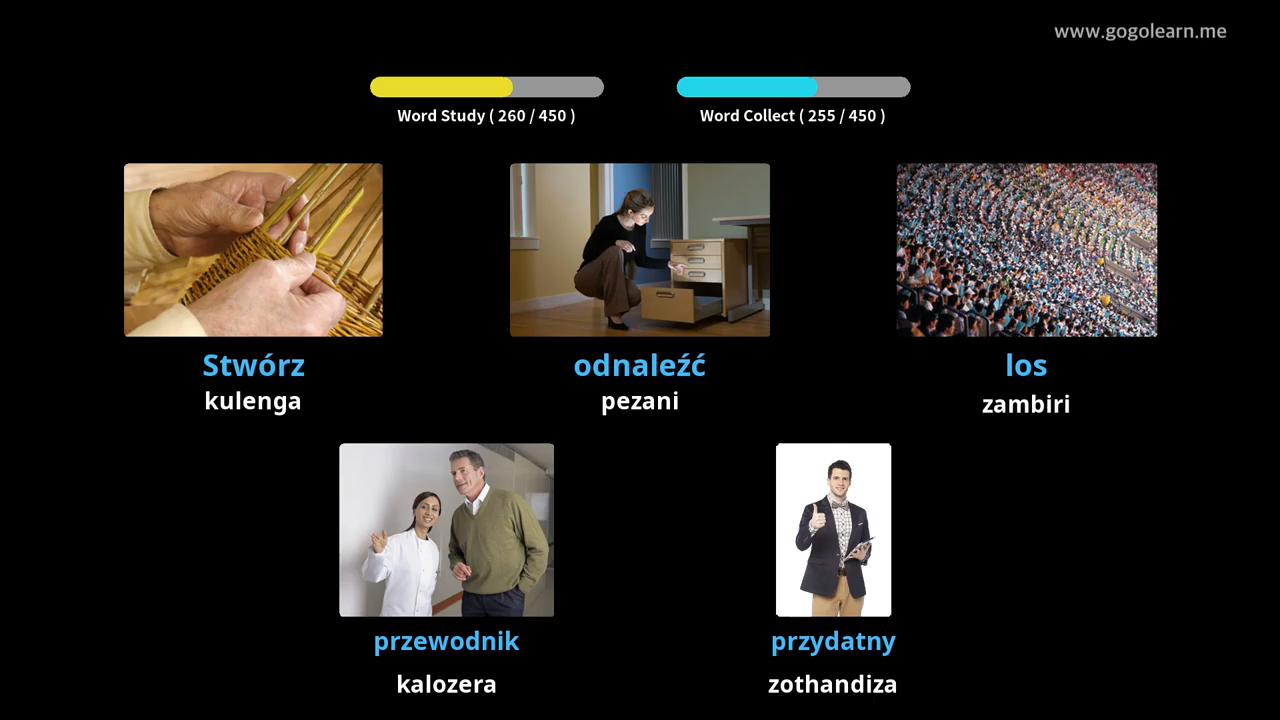 www.gogolearn.me
Word Study ( 260 / 450 )
Word Collect ( 255 / 450 )
Stwórz
kulenga
odnaleźć
pezani
los
zambiri
przewodnik
kalozera
przydatny
zothandiza